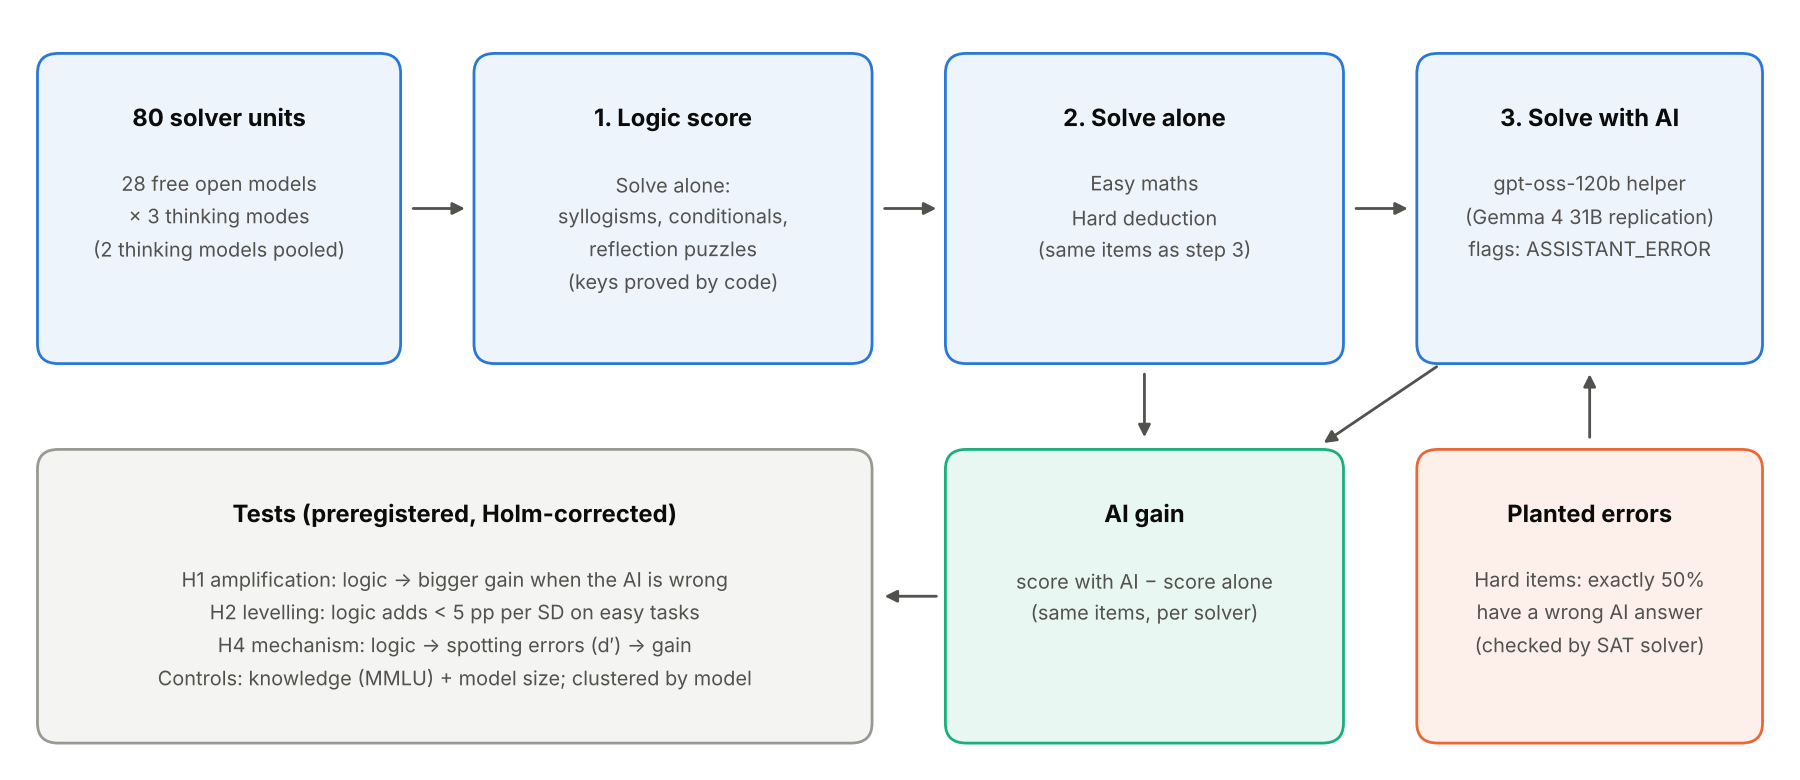 80 solver units
28 free open models
× 3 thinking modes
(2 thinking models pooled)
1. Logic score
Solve alone:
syllogisms, conditionals,
reflection puzzles
(keys proved by code)
2. Solve alone
Easy maths
Hard deduction
(same items as step 3)
3. Solve with AI
gpt-oss-120b helper
(Gemma 4 31B replication)
flags: ASSISTANT_ERROR
Tests (preregistered, Holm-corrected)
H1 amplification: logic → bigger gain when the AI is wrong
H2 levelling: logic adds < 5 pp per SD on easy tasks
H4 mechanism: logic → spotting errors (d′) → gain
Controls: knowledge (MMLU) + model size; clustered by model
AI gain
score with AI − score alone
(same items, per solver)
Planted errors
Hard items: exactly 50%
have a wrong AI answer
(checked by SAT solver)